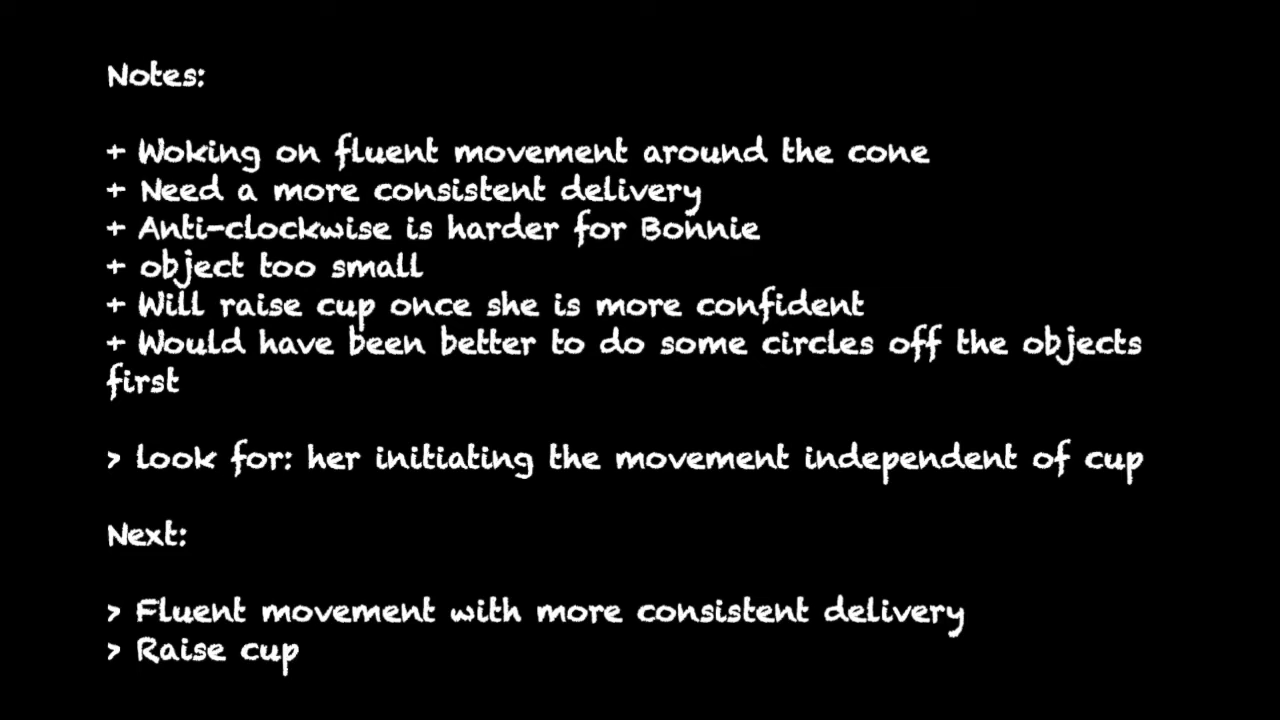 Notes:
+ Woking on fluent movement around the cone
+ Need a more consistent delivery
+ Anti-clockwise is harder for Bonnie
+ object too small
+ Will raise cup once she is more confident
+ Would have been better to do some circles off the objects
first
> look for: her initiating the movement independent of cup
Next:
> Fluent movement with more consistent delivery
> Raise cup